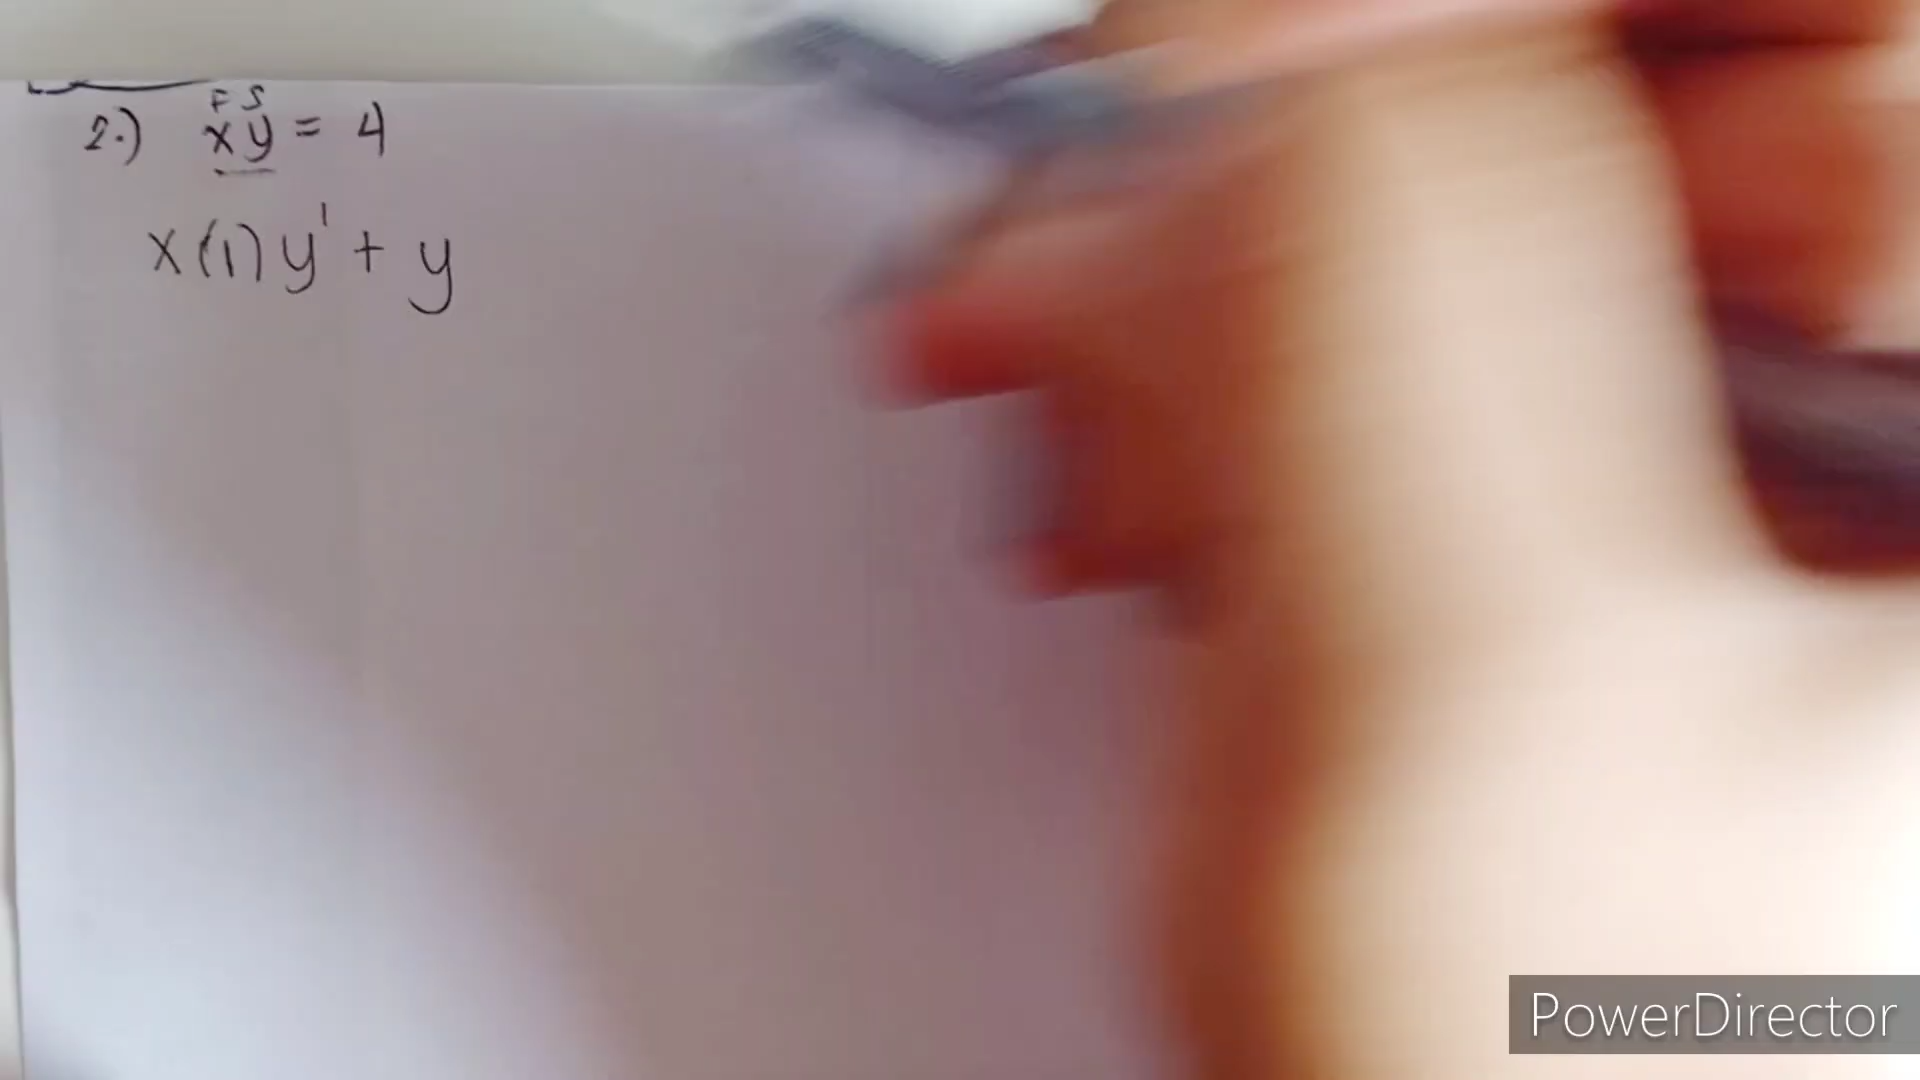 F S
2.) xy = 4
x(1)y' + y
PowerDirector